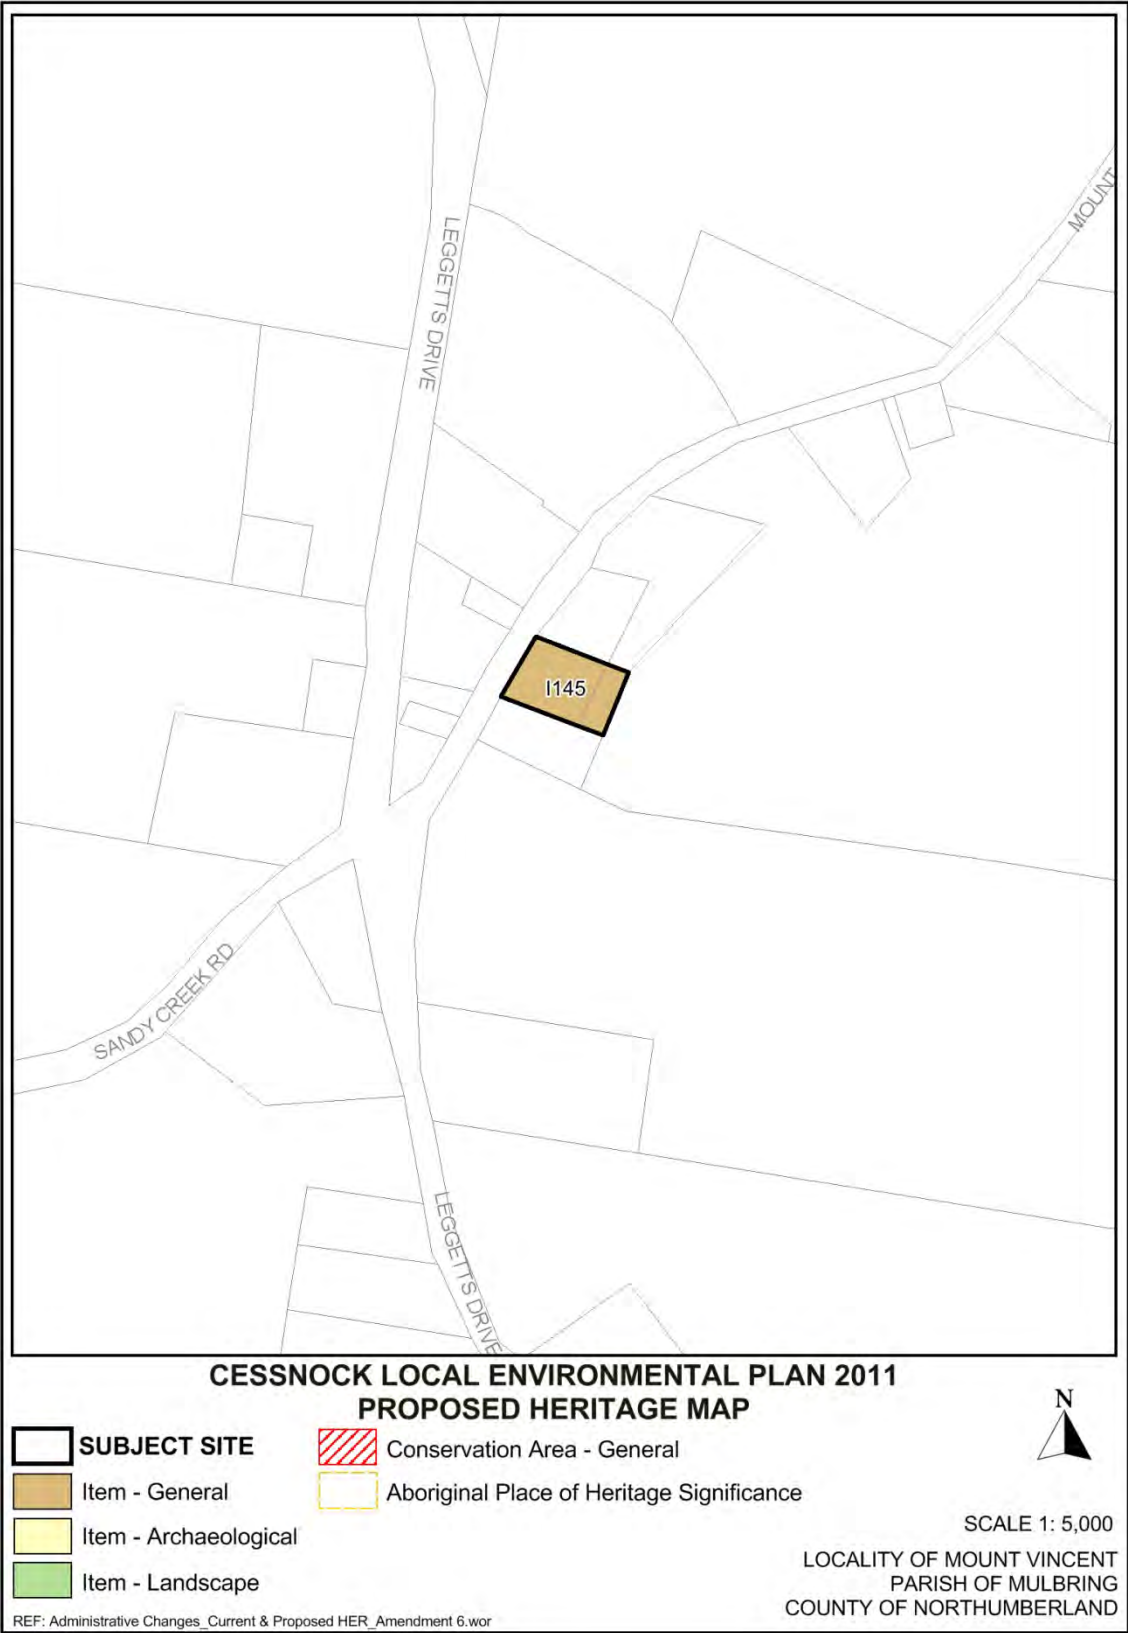 MOUNT
LEGGETTS DRIVE
I145
SANDY CREEK RD
LEGGETTS DRIVE
CESSNOCK LOCAL ENVIRONMENTAL PLAN 2011
PROPOSED HERITAGE MAP
N
SUBJECT SITE
Conservation Area - General
Item - General
Aboriginal Place of Heritage Significance
Item - Archaeological
Item - Landscape
SCALE 1: 5,000
LOCALITY OF MOUNT VINCENT
PARISH OF MULBRING
COUNTY OF NORTHUMBERLAND
REF: Administrative Changes_Current & Proposed HER_Amendment 6.wor